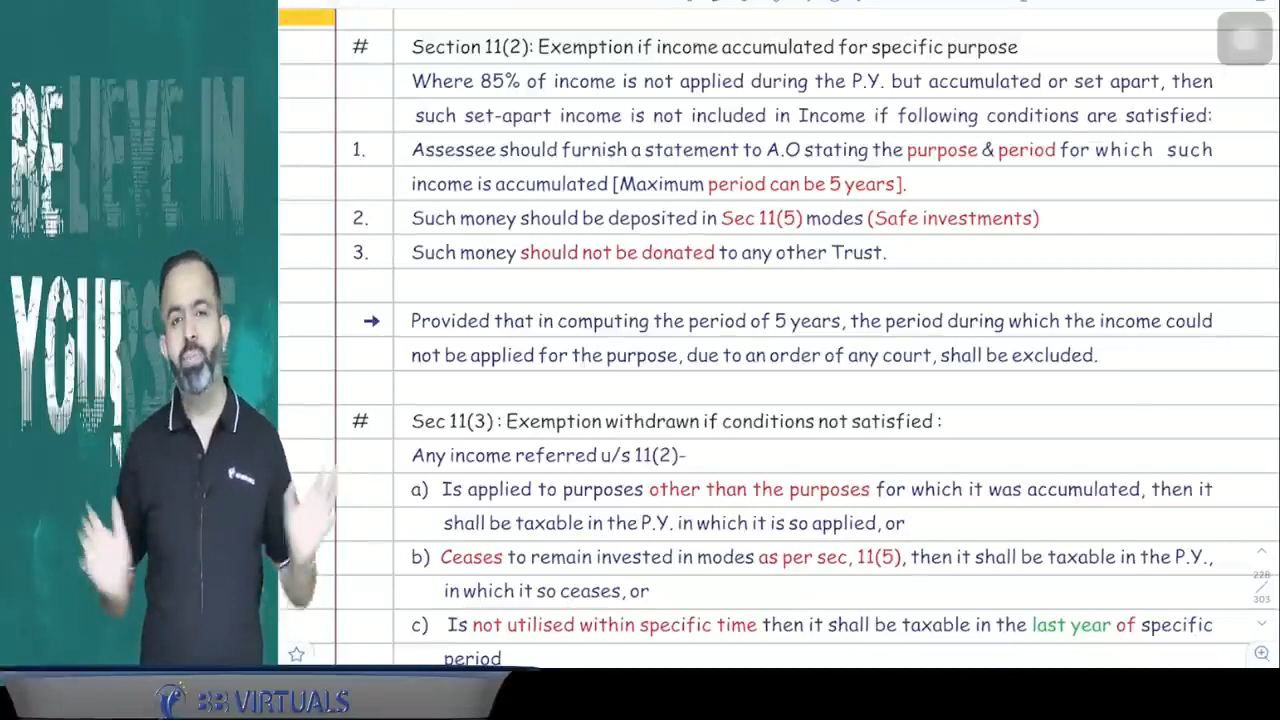 BELIEVE IN
YOURSELF
# Section 11(2): Exemption if income accumulated for specific purpose
Where 85% of income is not applied during the P.Y. but accumulated or set apart, then
such set-apart income is not included in Income if following conditions are satisfied:
1. Assessee should furnish a statement to A.O stating the purpose & period for which such
income is accumulated [Maximum period can be 5 years].
2. Such money should be deposited in Sec 11(5) modes (Safe investments)
3. Such money should not be donated to any other Trust.
➔ Provided that in computing the period of 5 years, the period during which the income could
not be applied for the purpose, due to an order of any court, shall be excluded.
# Sec 11(3) : Exemption withdrawn if conditions not satisfied :
Any income referred u/s 11(2)-
a) Is applied to purposes other than the purposes for which it was accumulated, then it
shall be taxable in the P.Y. in which it is so applied, or
b) Ceases to remain invested in modes as per sec, 11(5), then it shall be taxable in the P.Y.,
in which it so ceases, or
c) Is not utilised within specific time then it shall be taxable in the last year of specific
period
228
/
303
BB VIRTUALS